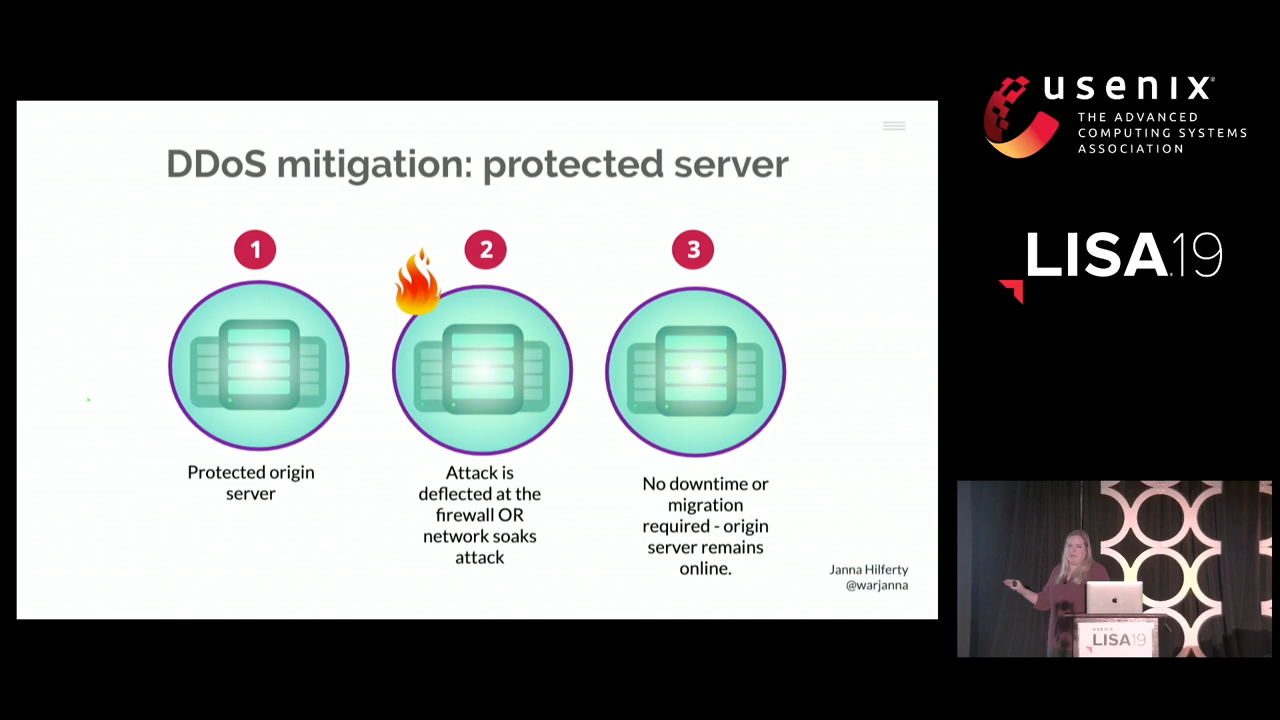 DDoS mitigation: protected server
1
2
3
Protected origin
server
Attack is
deflected at the
firewall OR
network soaks
attack
No downtime or
migration
required - origin
server remains
online.
Janna Hilferty
@warjanna
usenix
THE ADVANCED
COMPUTING SYSTEMS
ASSOCIATION
LISA19
usenix
LISA19